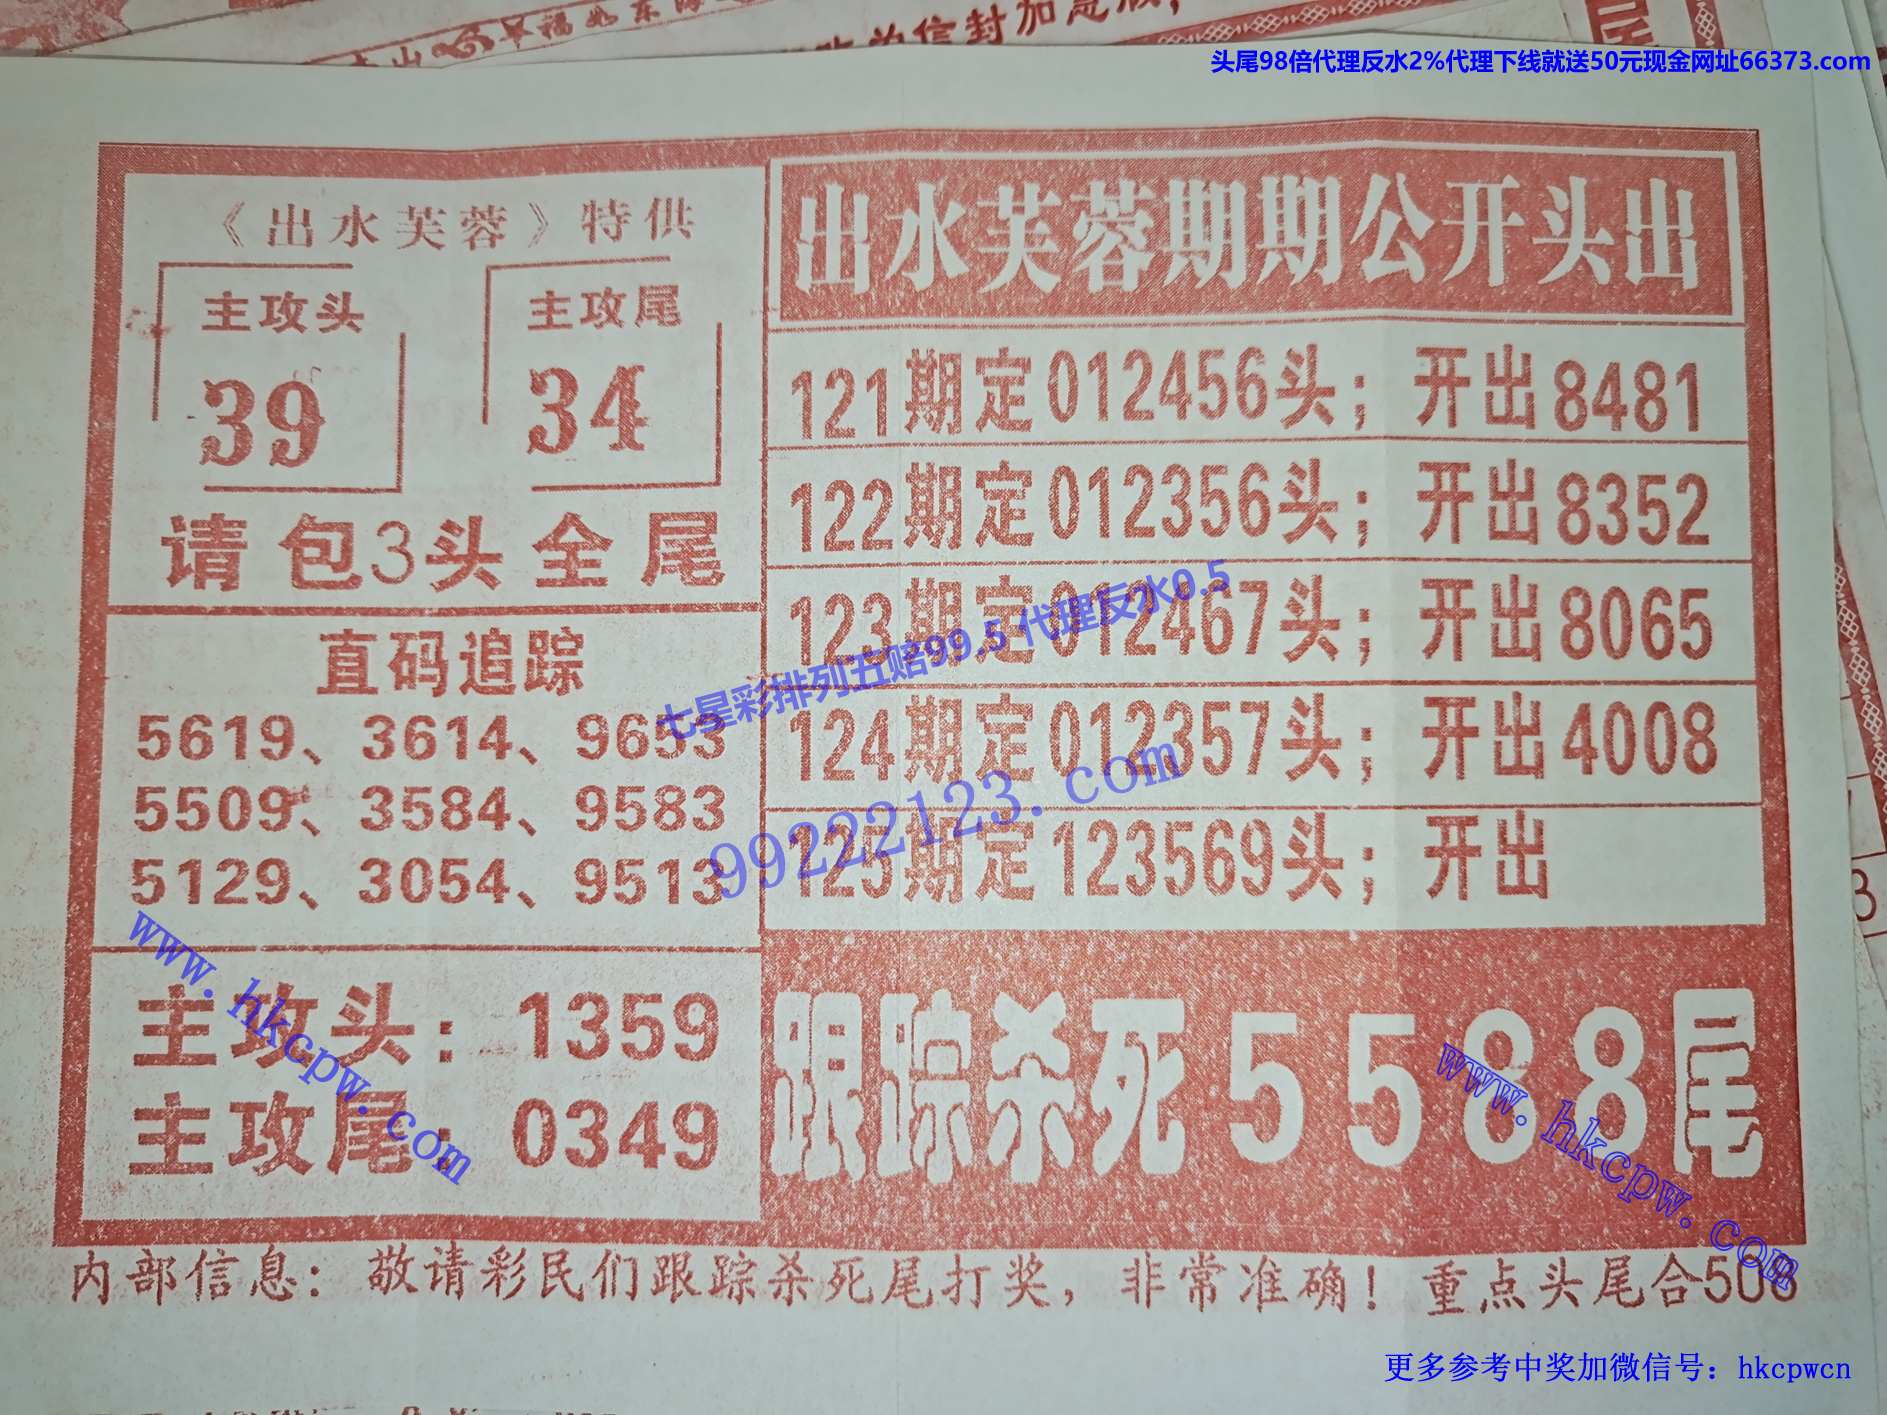 早福如东海
为信封加急版，
尾
头尾98倍代理反水2%代理下线就送50元现金网址66373.com
《出水芙蓉》特供
主攻头
39
主攻尾
34
请包3头全尾
直码追踪
5619、3614、9653
5509、3584、9583
5129、3054、9513
主攻头：1359
主攻尾：0349
出水芙蓉期期公开头出
121期定012456头；开出8481
122期定012356头；开出8352
123期定012467头；开出8065
124期定012357头；开出4008
125期定123569头；开出
跟踪杀死5588尾
七星彩排列五赔99.5 代理反水0.5
99222123.com
www.hkcpw.com
www.hkcpw.com
内部信息：敬请彩民们跟踪杀死尾打奖，非常准确！重点头尾合508
更多参考中奖加微信号：hkcpwcn